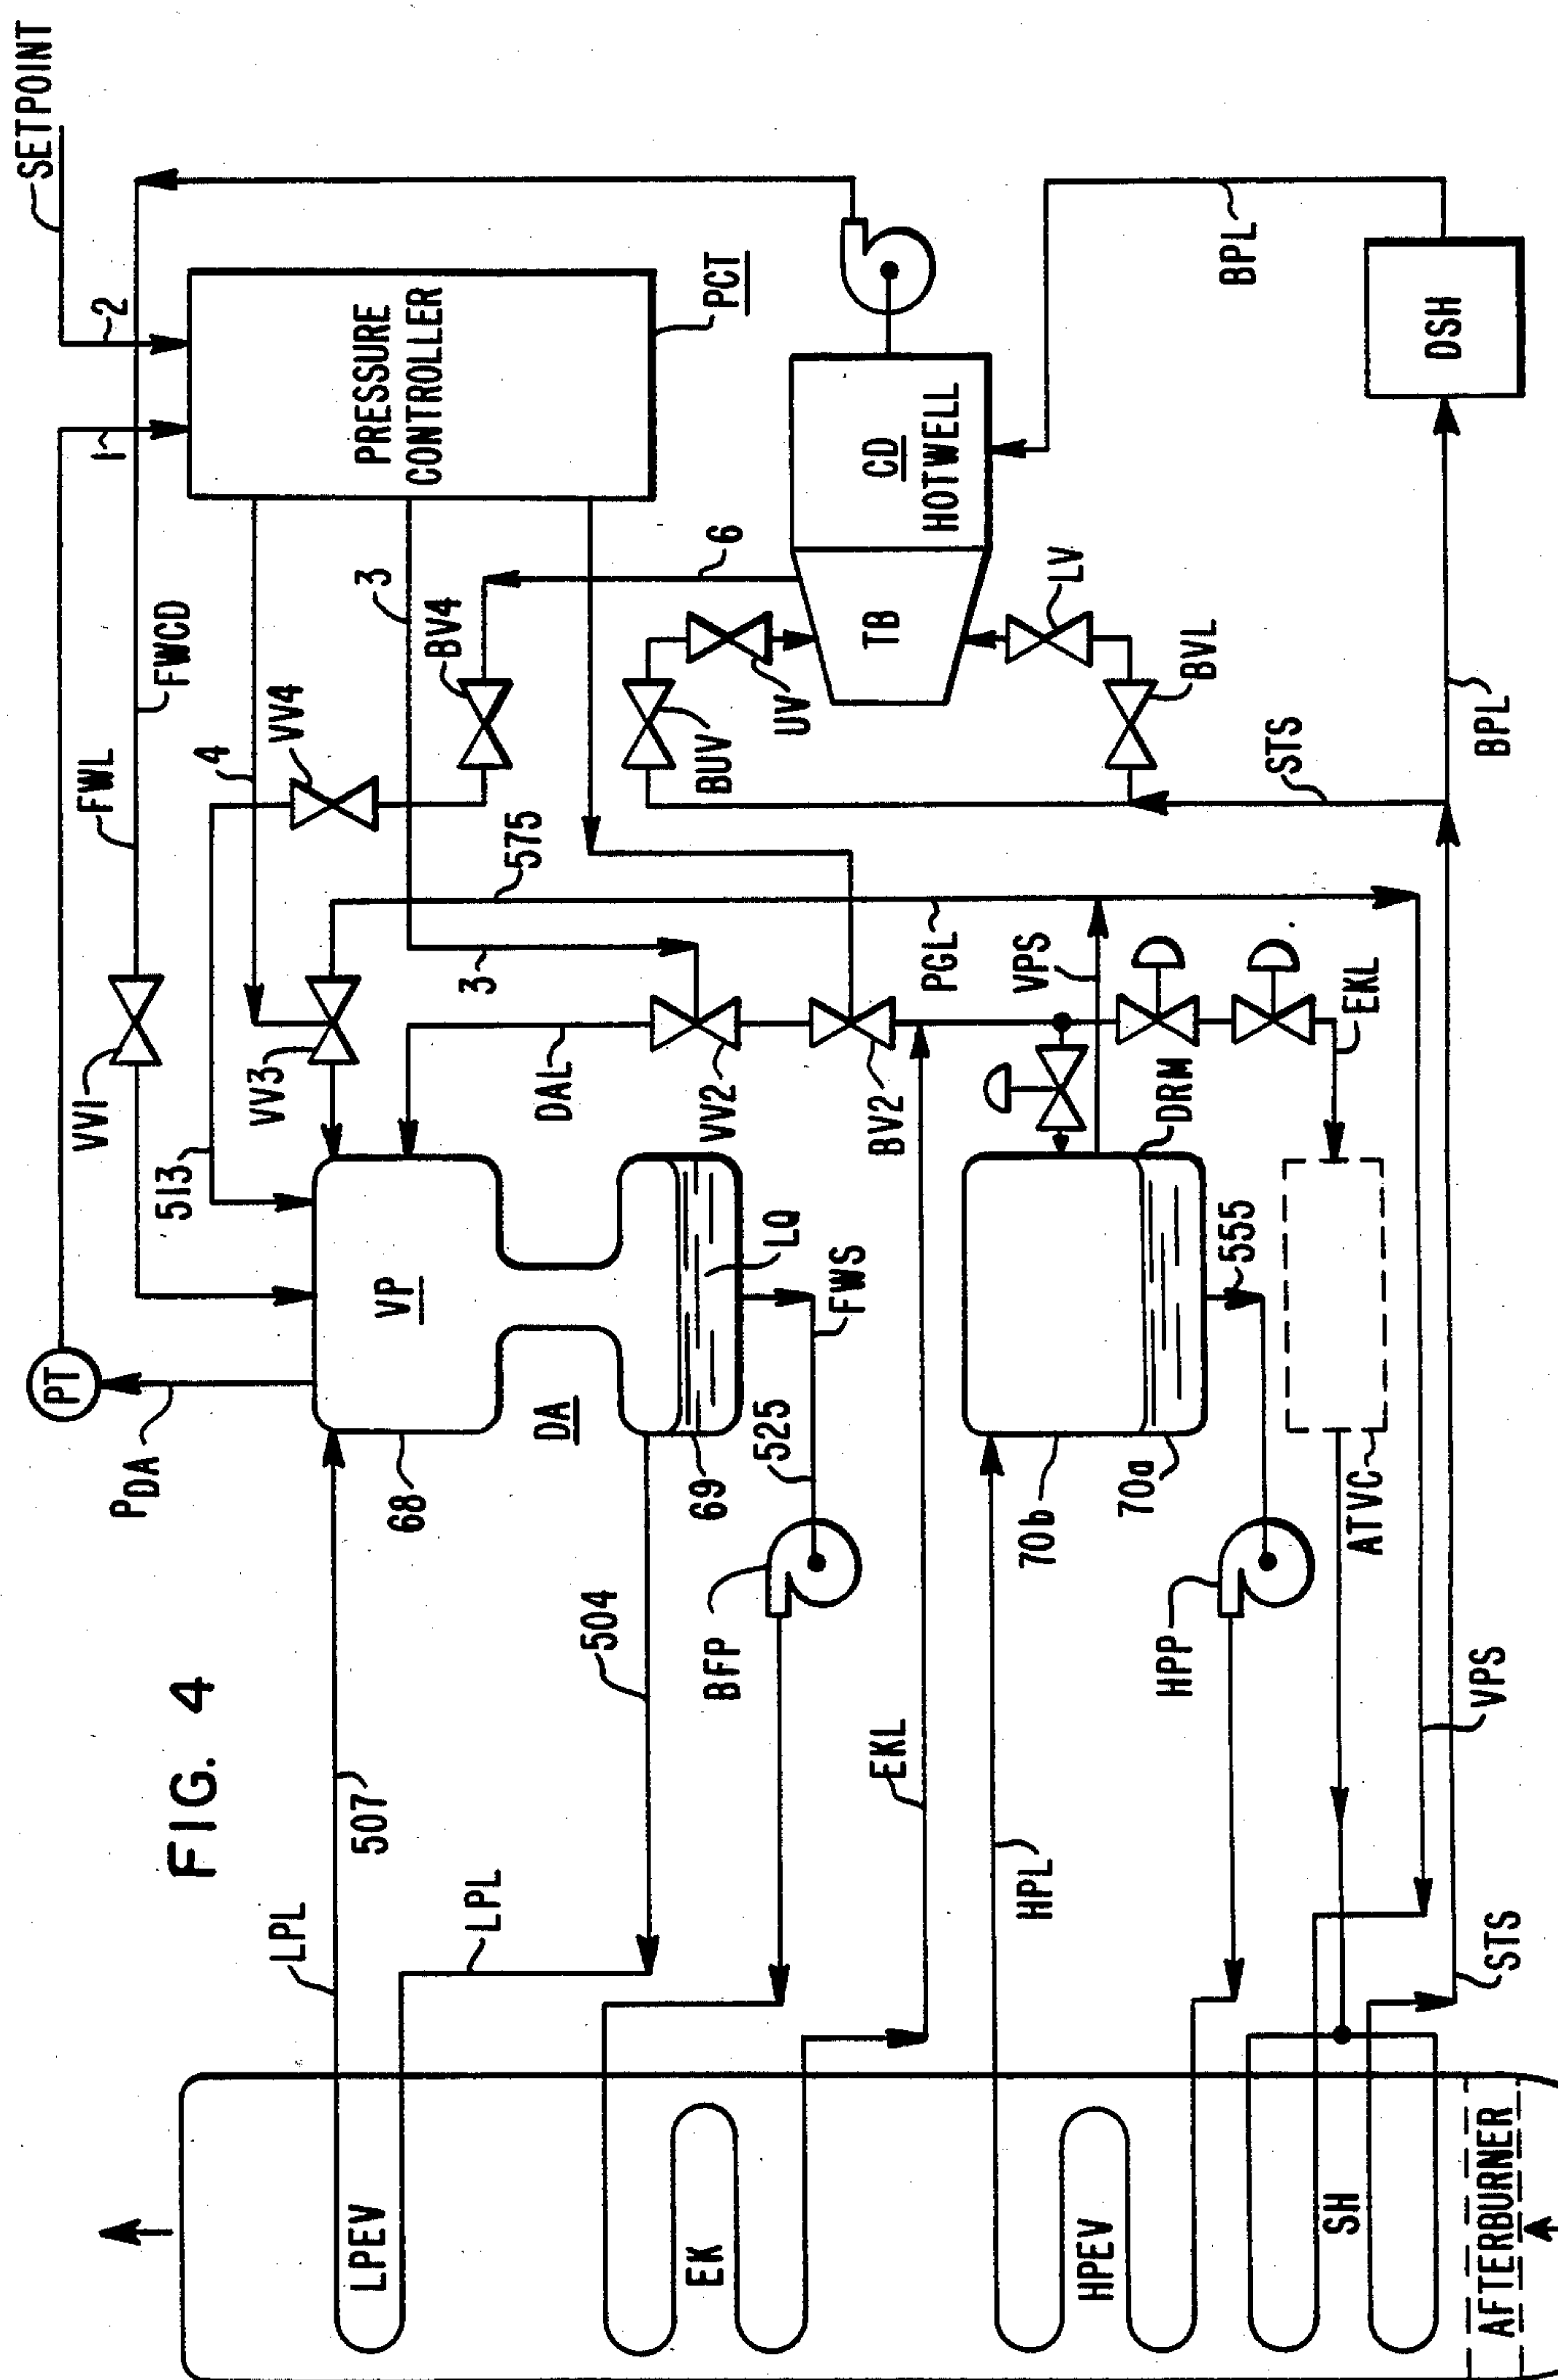 FIG. 4
SETPOINT
2
1
FWCD
FWL
VV1
513
PT
PDA
4
VV4
VV3
3
BV4
6
575
3
PRESSURE
CONTROLLER
PCT
DAL
VV2
BV2
PGL
VPS
BUV
UV
TB
CD
HOTWELL
LV
BVL
STS
BPL
BPL
DSH
VP
68
DA
69
LQ
FWS
525
BFP
504
507
LPL
LPL
EKL
EKL
DRM
70b
70a
555
HPP
HPL
ATVC
VPS
STS
LPEV
EK
HPEV
SH
AFTERBURNER